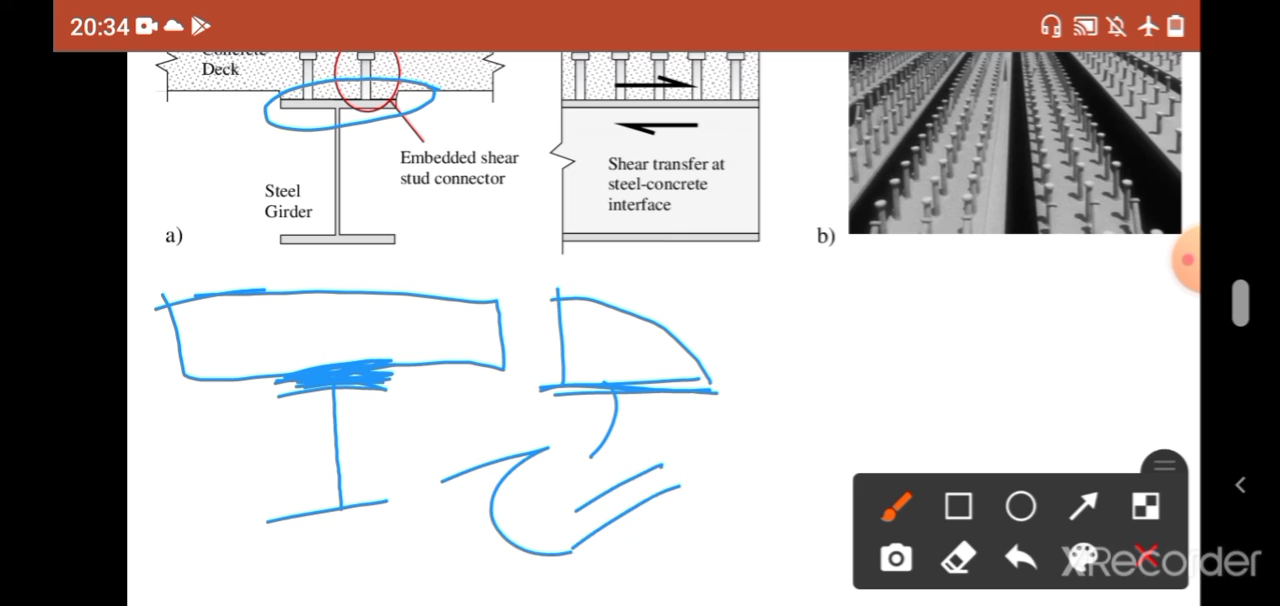 20:34
Concrete
Deck
Embedded shear
stud connector
Steel
Girder
a)
Shear transfer at
steel-concrete
interface
b)
XRecorder